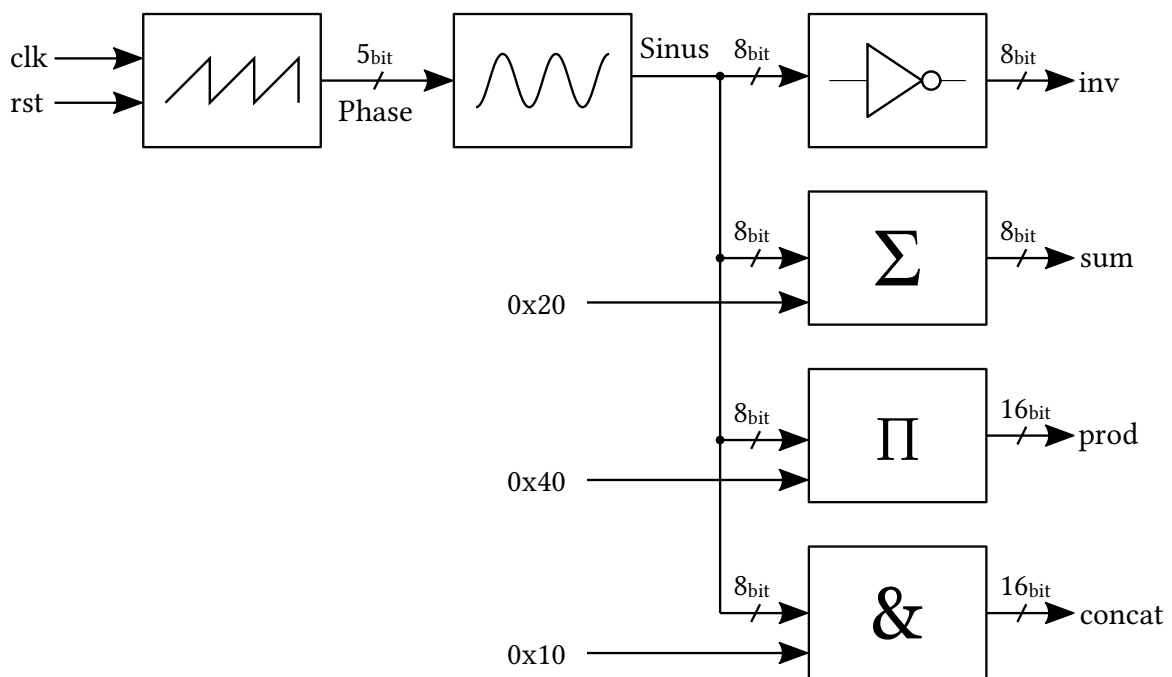 clk
rst
5bit
Phase
Sinus
8bit
8bit
inv
8bit
Σ
8bit
sum
0x20
8bit
Π
16bit
prod
0x40
8bit
&
16bit
concat
0x10